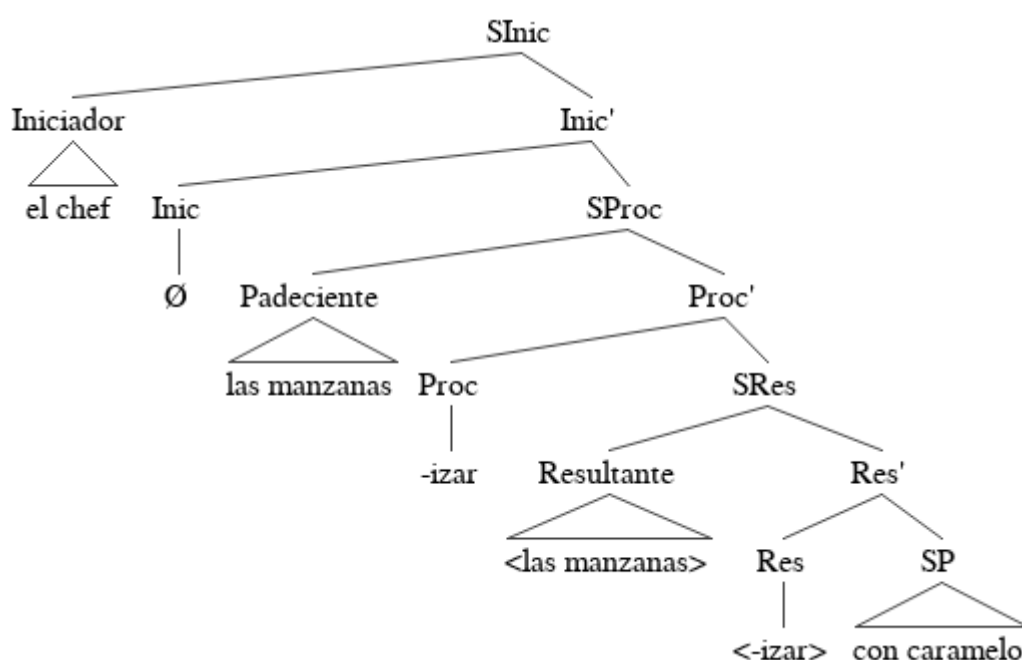 SInic
Iniciador Inic'
el chef Inic SProc
Ø Padeciente Proc'
las manzanas Proc SRes
-izar Resultante Res'
<las manzanas> Res SP
<-izar> con caramelo